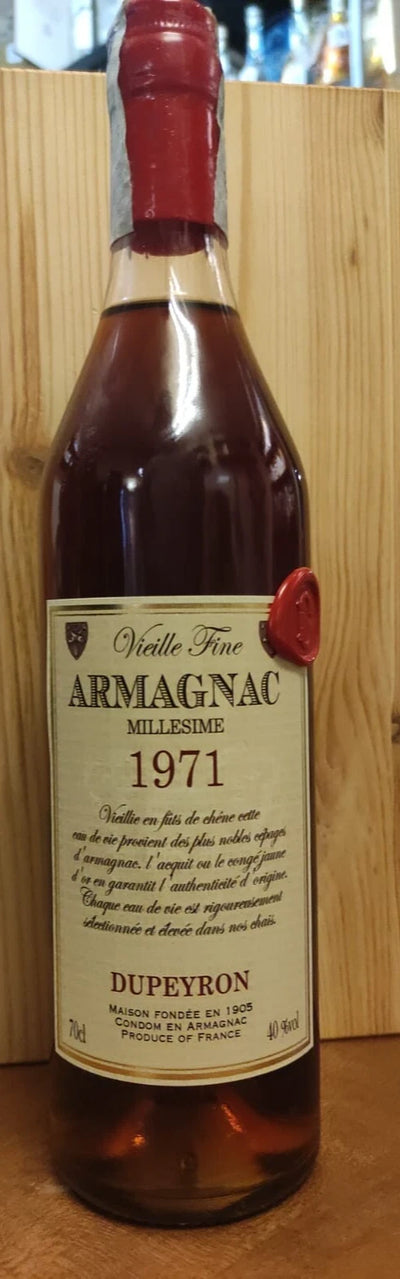 Vieille Fine
ARMAGNAC
MILLESIME
1971
Vieillie en fûts de chêne cette
eau de vie provient des plus nobles cépages
d'armagnac. l'acquit ou le congé jaune
d'or en garantit l'authenticité d'origine.
Chaque eau de vie est rigoureusement
sélectionnée et élevée dans nos chais.
DUPEYRON
MAISON FONDÉE EN 1905
CONDOM EN ARMAGNAC
PRODUCE OF FRANCE
70cl
40 %vol